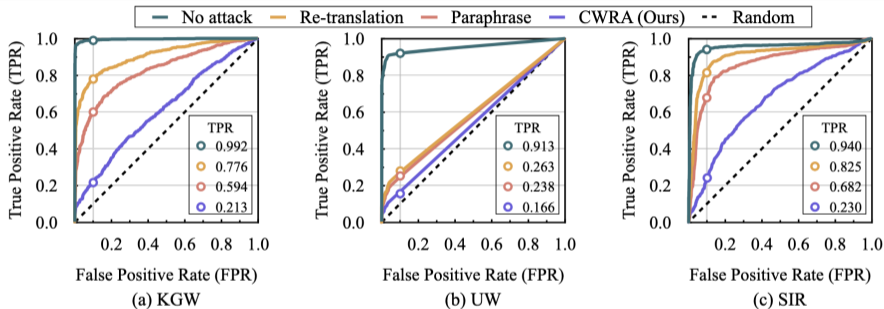 No attack Re-translation Paraphrase CWRA (Ours) Random
True Positive Rate (TPR)
1.0
0.8
0.6
0.4
0.2
0.0
TPR
0.992
0.776
0.594
0.213
0.2 0.4 0.6 0.8 1.0
False Positive Rate (FPR)
(a) KGW
True Positive Rate (TPR)
1.0
0.8
0.6
0.4
0.2
0.0
TPR
0.913
0.263
0.238
0.166
0.2 0.4 0.6 0.8 1.0
False Positive Rate (FPR)
(b) UW
True Positive Rate (TPR)
1.0
0.8
0.6
0.4
0.2
0.0
TPR
0.940
0.825
0.682
0.230
0.2 0.4 0.6 0.8 1.0
False Positive Rate (FPR)
(c) SIR